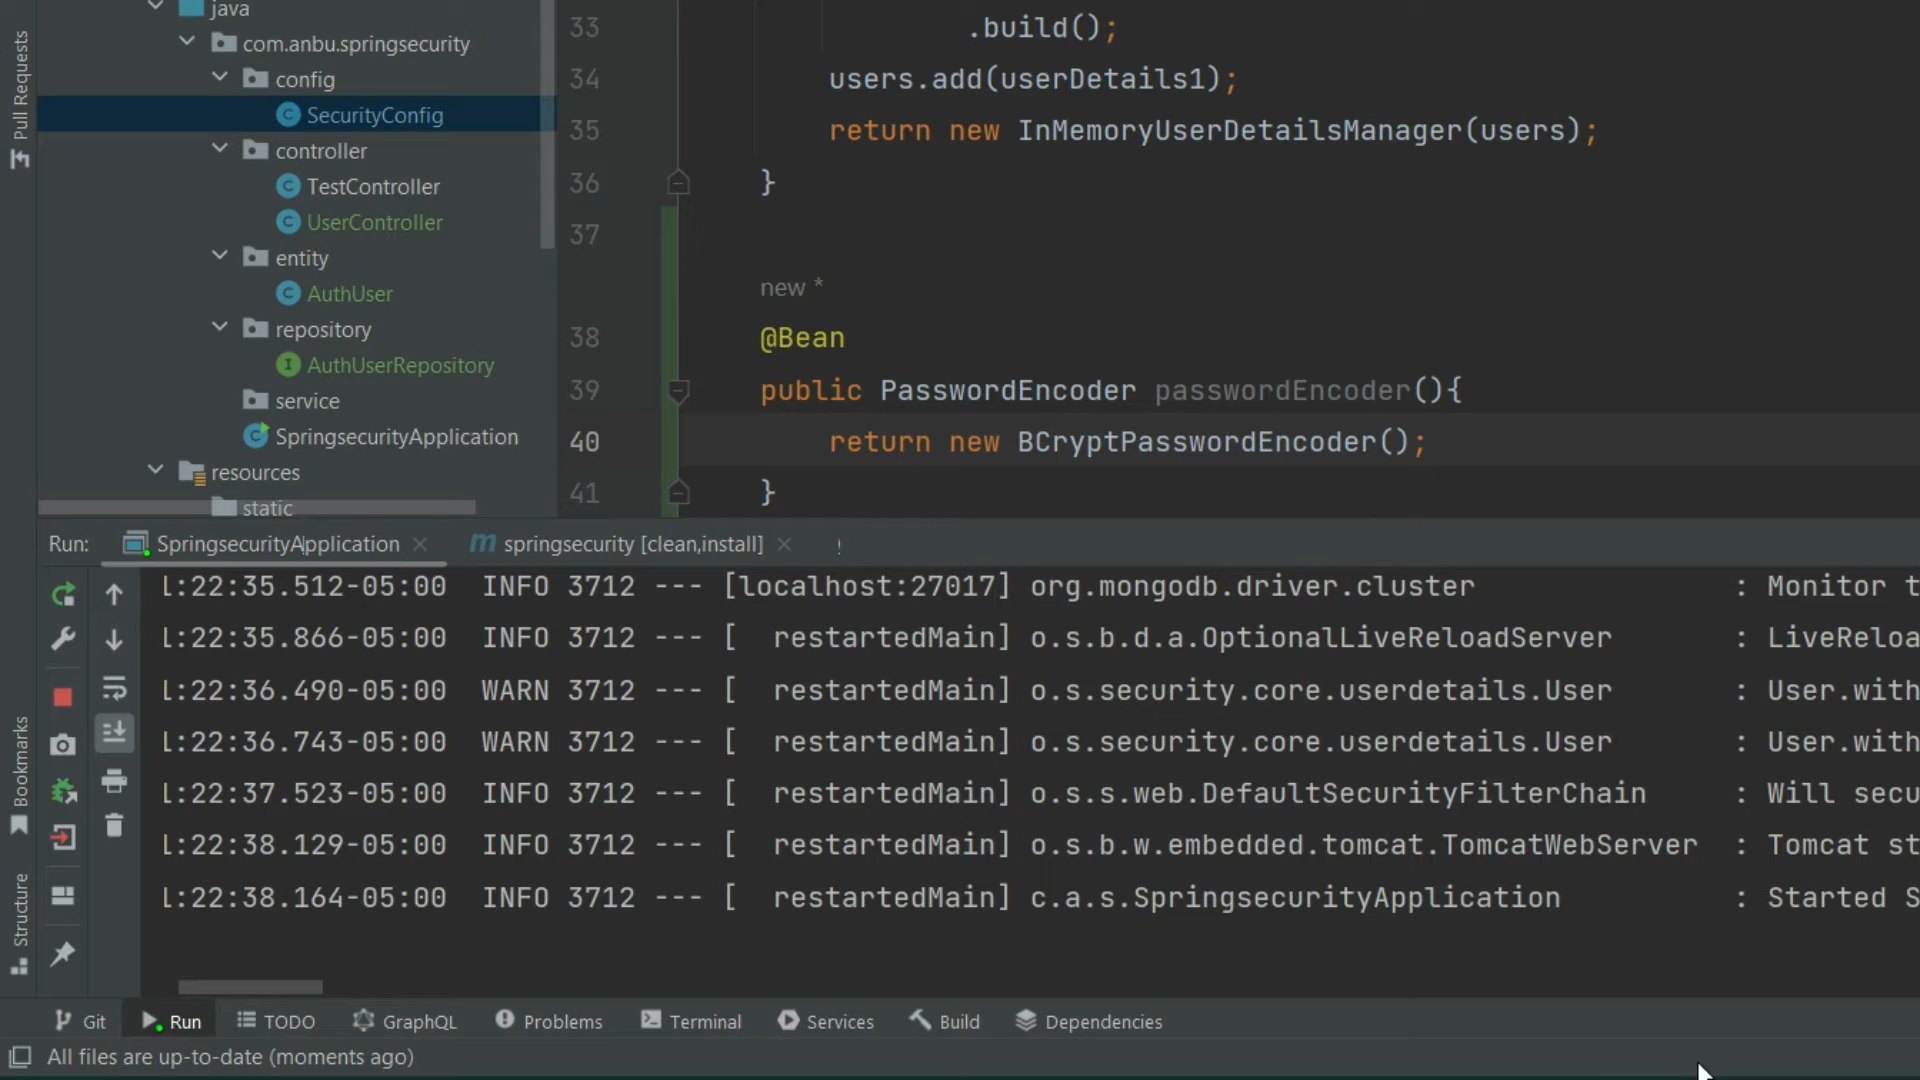 Pull Requests
java
com.anbu.springsecurity
config
SecurityConfig
controller
TestController
UserController
entity
AuthUser
repository
AuthUserRepository
service
SpringsecurityApplication
resources
static
33 .build();
34 users.add(userDetails1);
35 return new InMemoryUserDetailsManager(users);
36 }
37
new *
38 @Bean
39 public PasswordEncoder passwordEncoder(){
40 return new BCryptPasswordEncoder();
41 }
Run: SpringsecurityApplication springsecurity [clean,install]
1:22:35.512-05:00 INFO 3712 --- [localhost:27017] org.mongodb.driver.cluster : Monitor t
1:22:35.866-05:00 INFO 3712 --- [ restartedMain] o.s.b.d.a.OptionalLiveReloadServer : LiveReloa
1:22:36.490-05:00 WARN 3712 --- [ restartedMain] o.s.security.core.userdetails.User : User.with
1:22:36.743-05:00 WARN 3712 --- [ restartedMain] o.s.security.core.userdetails.User : User.with
1:22:37.523-05:00 INFO 3712 --- [ restartedMain] o.s.s.web.DefaultSecurityFilterChain : Will secu
1:22:38.129-05:00 INFO 3712 --- [ restartedMain] o.s.b.w.embedded.tomcat.TomcatWebServer : Tomcat st
1:22:38.164-05:00 INFO 3712 --- [ restartedMain] c.a.s.SpringsecurityApplication : Started S
Bookmarks
Structure
Git Run TODO GraphQL Problems Terminal Services Build Dependencies
All files are up-to-date (moments ago)